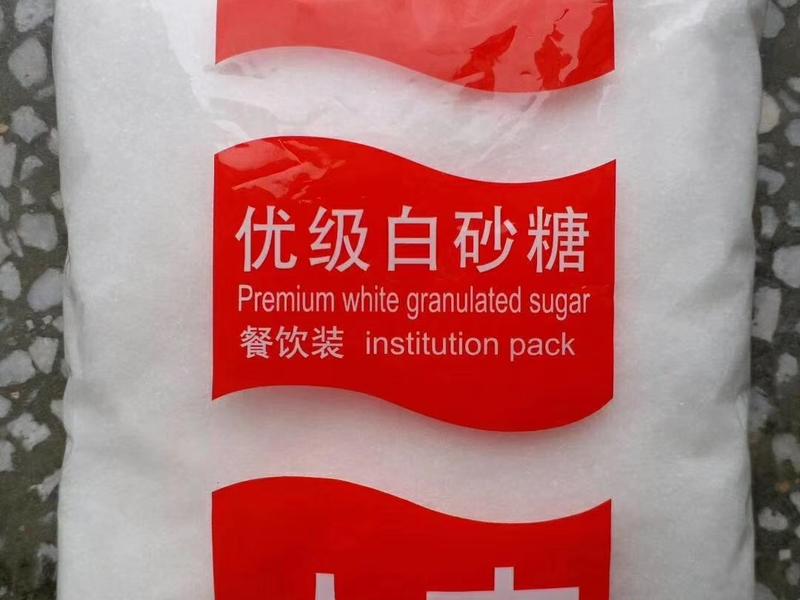 优级白砂糖
Premium white granulated sugar
餐饮装 institution pack